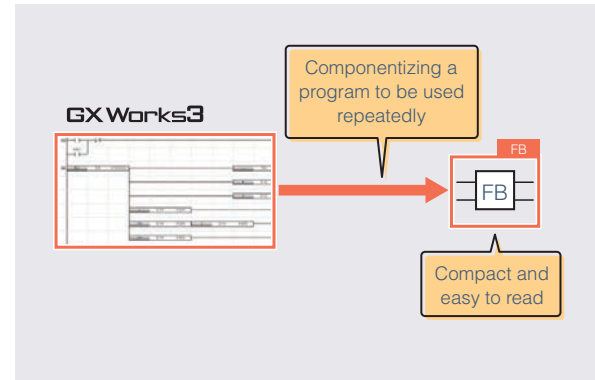 Componentizing a
program to be used
repeatedly
GX Works3
FB
FB
Compact and
easy to read